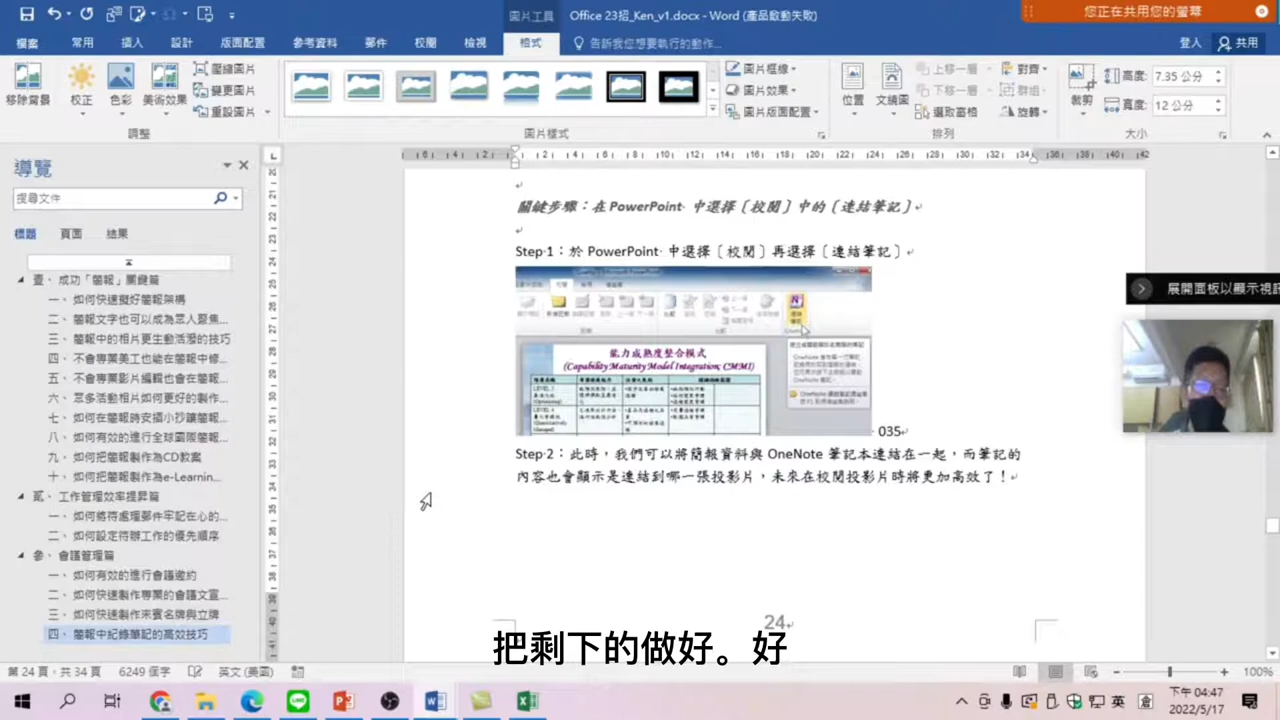 圖片工具
Office 23招_Ken_v1.docx - Word (產品啟動失敗)
您正在共用您的螢幕
檔案 常用 插入 設計 版面配置 參考資料 郵件 校閱 檢視 格式 告訴我您想要執行的動作... 登入 共用
移除背景 校正 色彩 美術效果 壓縮圖片 變更圖片 重設圖片
圖片框線 圖片效果 圖片版面配置
位置 文繞圖 上移一層 下移一層 選取窗格 對齊 群組 旋轉
裁剪 高度: 7.35 公分
寬度: 12 公分
調整 圖片樣式 排列 大小
導覽
搜尋文件
標題 頁面 結果
壹、成功「簡報」關鍵篇
一、如何快速擬好簡報架構
二、簡報文字也可以成為眾人聚焦...
三、簡報中的相片更生動活潑的技巧
四、不會繪圖在簡報中修...
五、不會專業影片編輯也會在簡報...
六、眾多注意影片如何更好的製作...
七、如何在簡報時安插小抄讓簡報...
八、如何有效的進行全球團隊簡報...
九、如何把簡報製作為CD教案
十、如何把簡報製作為e-Learnin...
貳、工作管理效率提昇篇
一、如何將待處理郵件牢記在心的...
二、如何設定待辦工作的優先順序
參、會議管理篇
一、如何有效的進行會議邀約
二、如何快速製作專業的會議文宣...
三、如何快速製作來賓名牌與立牌
四、簡報中紀錄筆記的高效技巧
關鍵步驟：在 PowerPoint 中選擇〔校閱〕中的〔連結筆記〕
Step 1：於 PowerPoint 中選擇〔校閱〕再選擇〔連結筆記〕
能力成熟度整合模式
(Capability Maturity Model Integration; CMMI)
035
Step 2：此時，我們可以將簡報資料與 OneNote 筆記本連結在一起，而筆記的
內容也會顯示是連結到哪一張投影片，未來在校閱投影片時將更加高效了！
24
展開面板以顯示視訊
把剩下的做好。好
第 24 頁，共 34 頁 6249 個字 英文 (美國) 100%
英 下午 04:47
2022/5/17